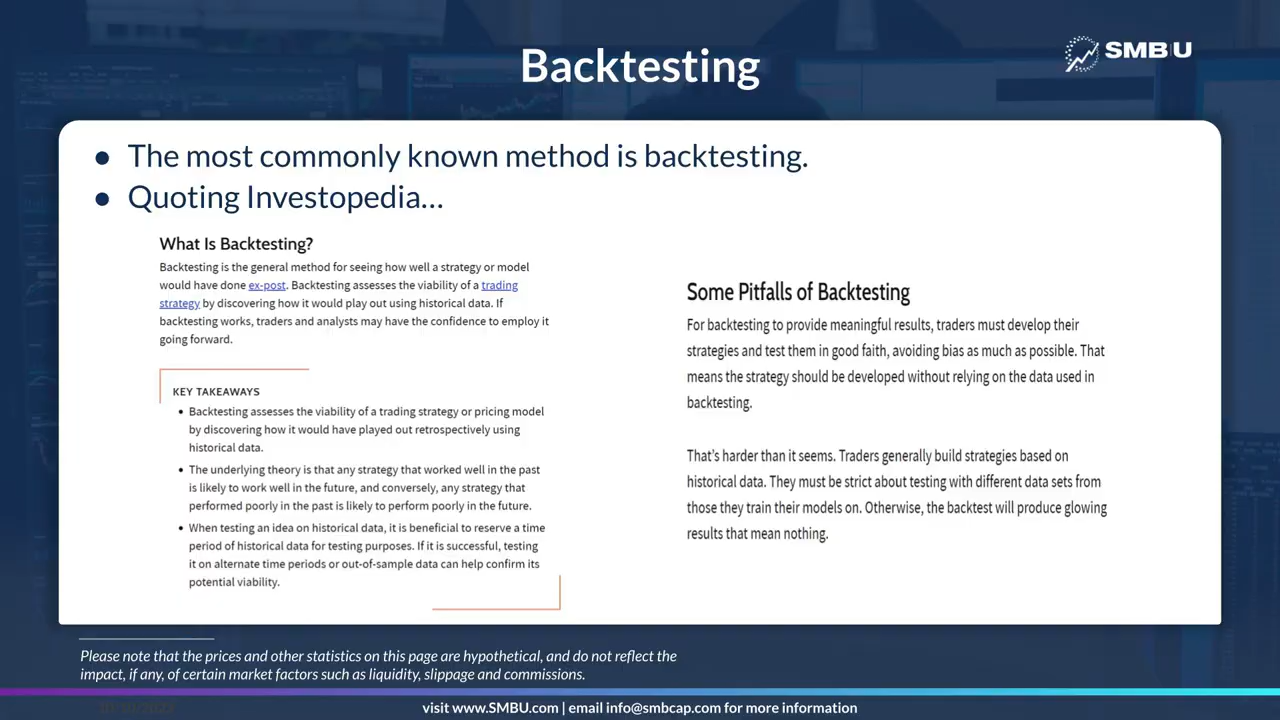 Backtesting
SMBU
● The most commonly known method is backtesting.
● Quoting Investopedia...
What Is Backtesting?
Backtesting is the general method for seeing how well a strategy or model
would have done ex-post. Backtesting assesses the viability of a trading
strategy by discovering how it would play out using historical data. If
backtesting works, traders and analysts may have the confidence to employ it
going forward.
KEY TAKEAWAYS
• Backtesting assesses the viability of a trading strategy or pricing model
by discovering how it would have played out retrospectively using
historical data.
• The underlying theory is that any strategy that worked well in the past
is likely to work well in the future, and conversely, any strategy that
performed poorly in the past is likely to perform poorly in the future.
• When testing an idea on historical data, it is beneficial to reserve a time
period of historical data for testing purposes. If it is successful, testing
it on alternate time periods or out-of-sample data can help confirm its
potential viability.
Some Pitfalls of Backtesting
For backtesting to provide meaningful results, traders must develop their
strategies and test them in good faith, avoiding bias as much as possible. That
means the strategy should be developed without relying on the data used in
backtesting.
That's harder than it seems. Traders generally build strategies based on
historical data. They must be strict about testing with different data sets from
those they train their models on. Otherwise, the backtest will produce glowing
results that mean nothing.
Please note that the prices and other statistics on this page are hypothetical, and do not reflect the
impact, if any, of certain market factors such as liquidity, slippage and commissions.
visit www.SMBU.com | email info@smbcap.com for more information